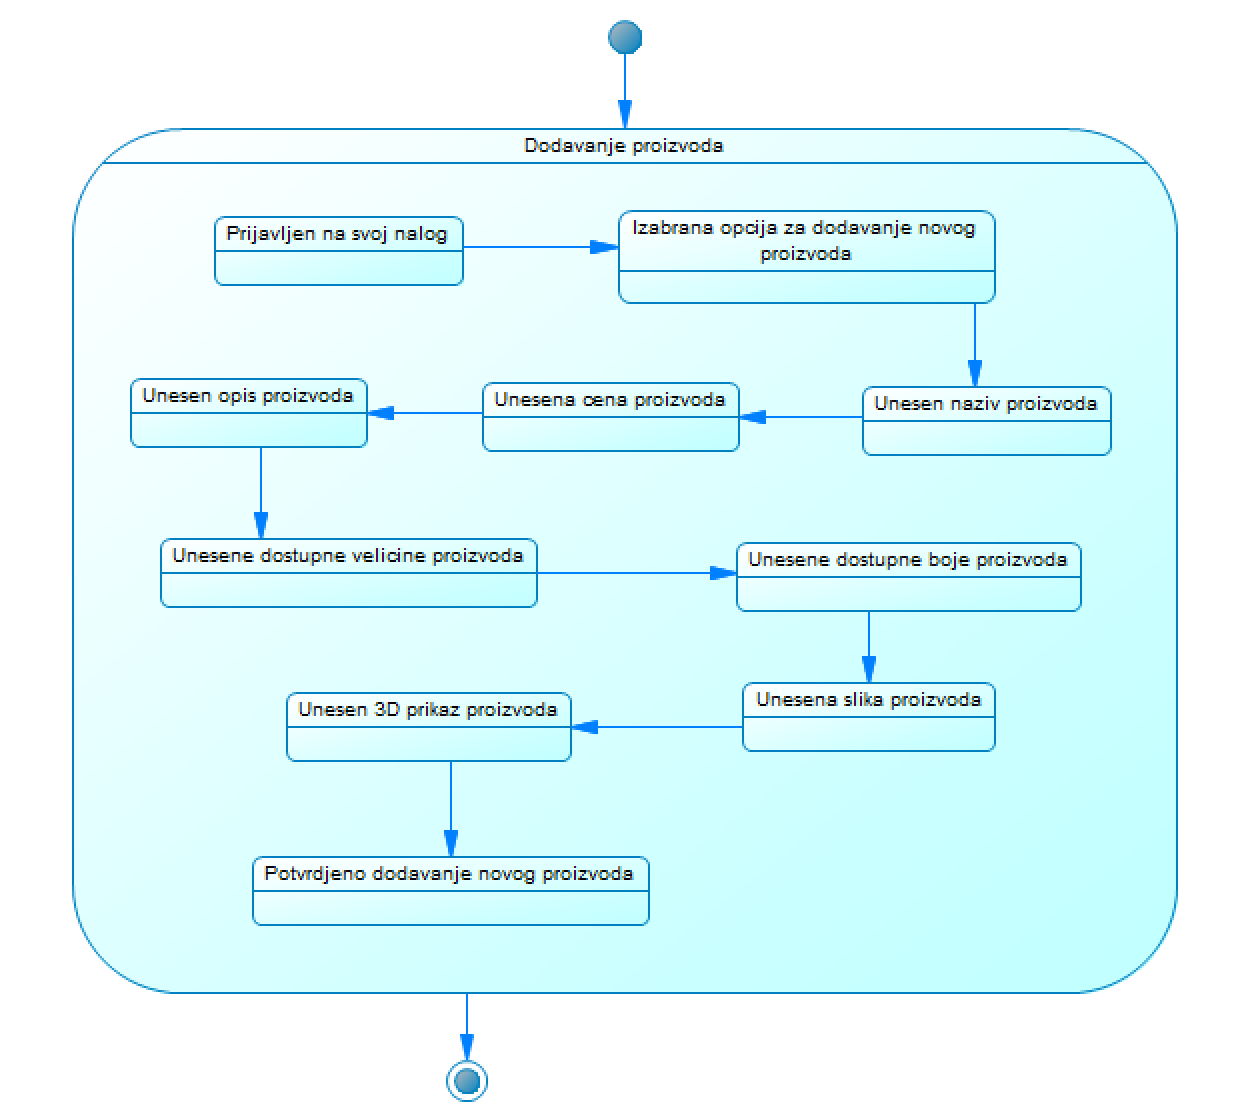 Dodavanje proizvoda
Prijavljen na svoj nalog
Izabrana opcija za dodavanje novog
proizvoda
Unesen naziv proizvoda
Unesena cena proizvoda
Unesen opis proizvoda
Unesene dostupne velicine proizvoda
Unesene dostupne boje proizvoda
Unesena slika proizvoda
Unesen 3D prikaz proizvoda
Potvrdjeno dodavanje novog proizvoda